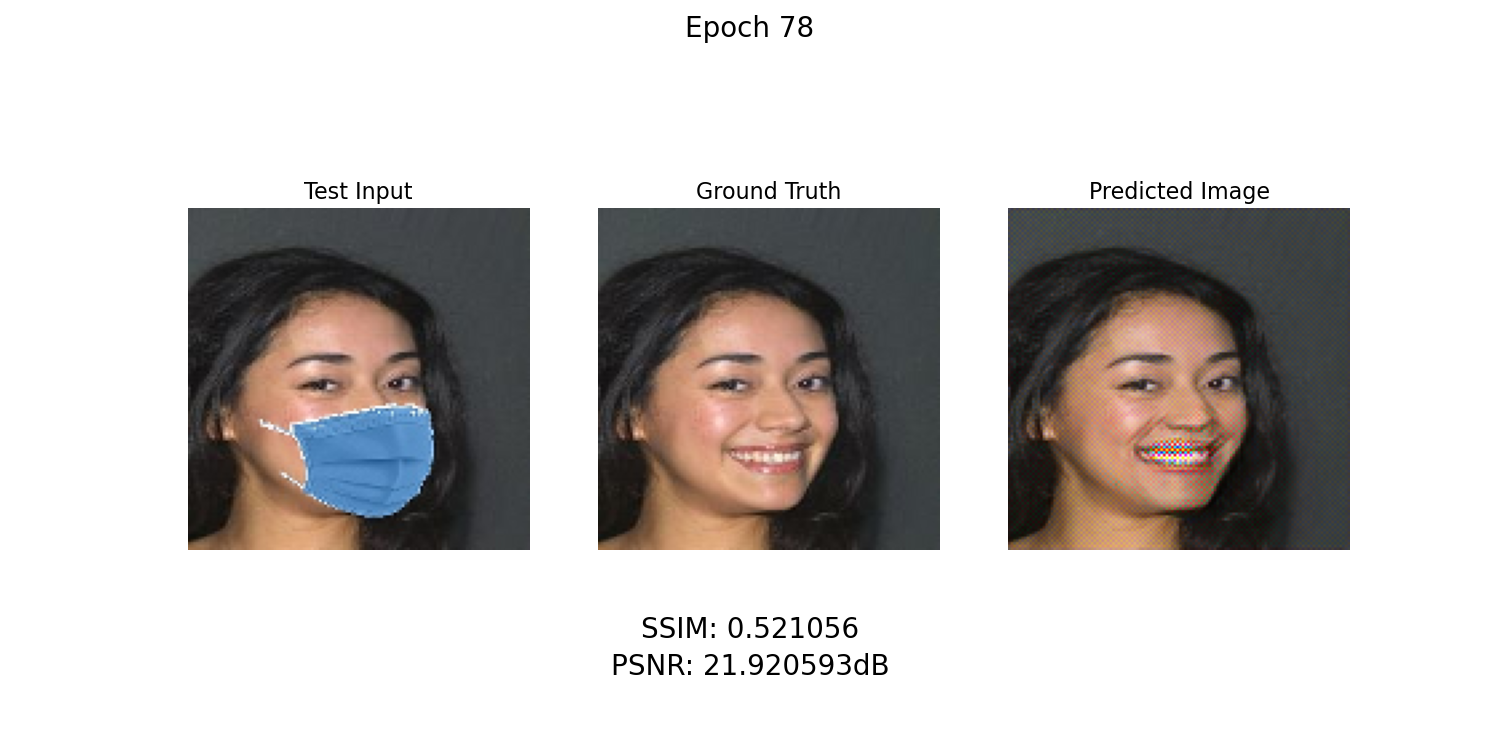 Epoch 78
Test Input
Ground Truth
Predicted Image
SSIM: 0.521056
PSNR: 21.920593dB